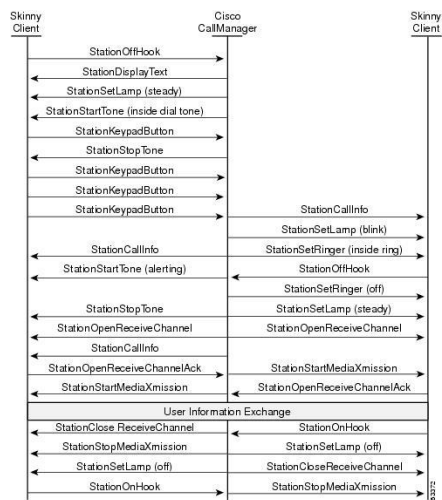 Skinny Client
Cisco CallManager
Skinny Client
StationOffHook
StationDisplayText
StationSetLamp (steady)
StationStartTone (inside dial tone)
StationKeypadButton
StationStopTone
StationKeypadButton
StationKeypadButton
StationKeypadButton
StationCallInfo
StationSetLamp (blink)
StationCallInfo
StationSetRinger (inside ring)
StationStartTone (alerting)
StationOffHook
StationSetRinger (off)
StationStopTone
StationSetLamp (steady)
StationOpenReceiveChannel
StationOpenReceiveChannel
StationCallInfo
StationOpenReceiveChannelAck
StationStartMediaXmission
StationStartMediaXmission
StationOpenReceiveChannelAck
User Information Exchange
StationClose ReceiveChannel
StationOnHook
StationStopMediaXmission
StationSetLamp (off)
StationSetLamp (off)
StationCloseReceiveChannel
StationOnHook
StationStopMediaXmission